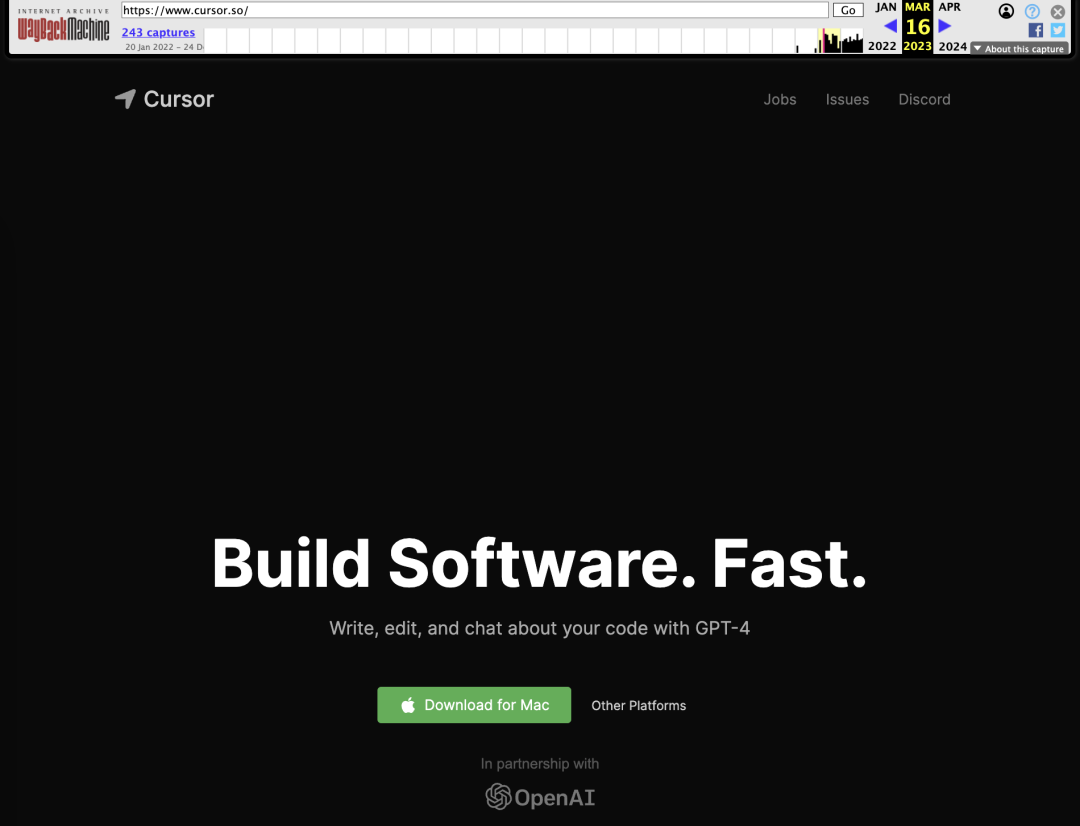 INTERNET ARCHIVE
WayBackMachine
https://www.cursor.so/
Go
243 captures
20 Jan 2022 – 24 D
JAN MAR APR
16
2022 2023 2024
About this capture
Cursor
Jobs Issues Discord
Build Software. Fast.
Write, edit, and chat about your code with GPT-4
Download for Mac Other Platforms
In partnership with
OpenAI